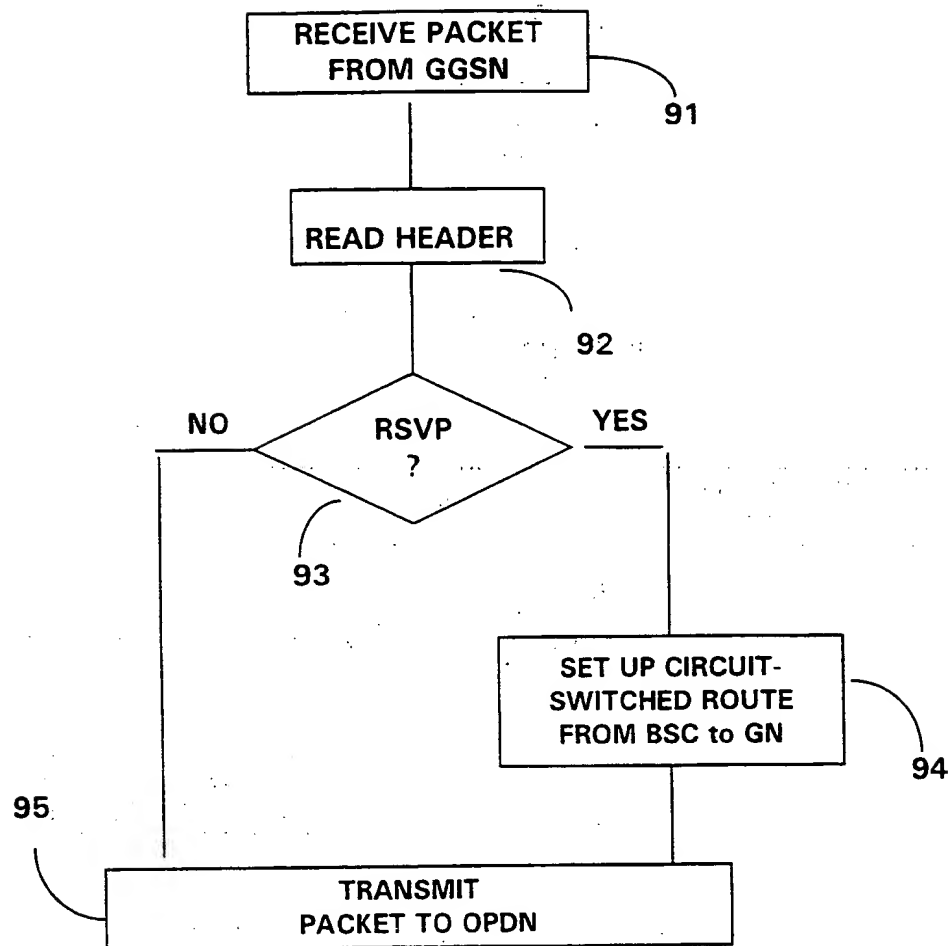 RECEIVE PACKET
FROM GGSN
91
READ HEADER
92
NO
RSVP
?
YES
93
SET UP CIRCUIT-
SWITCHED ROUTE
FROM BSC to GN
94
95
TRANSMIT
PACKET TO OPDN